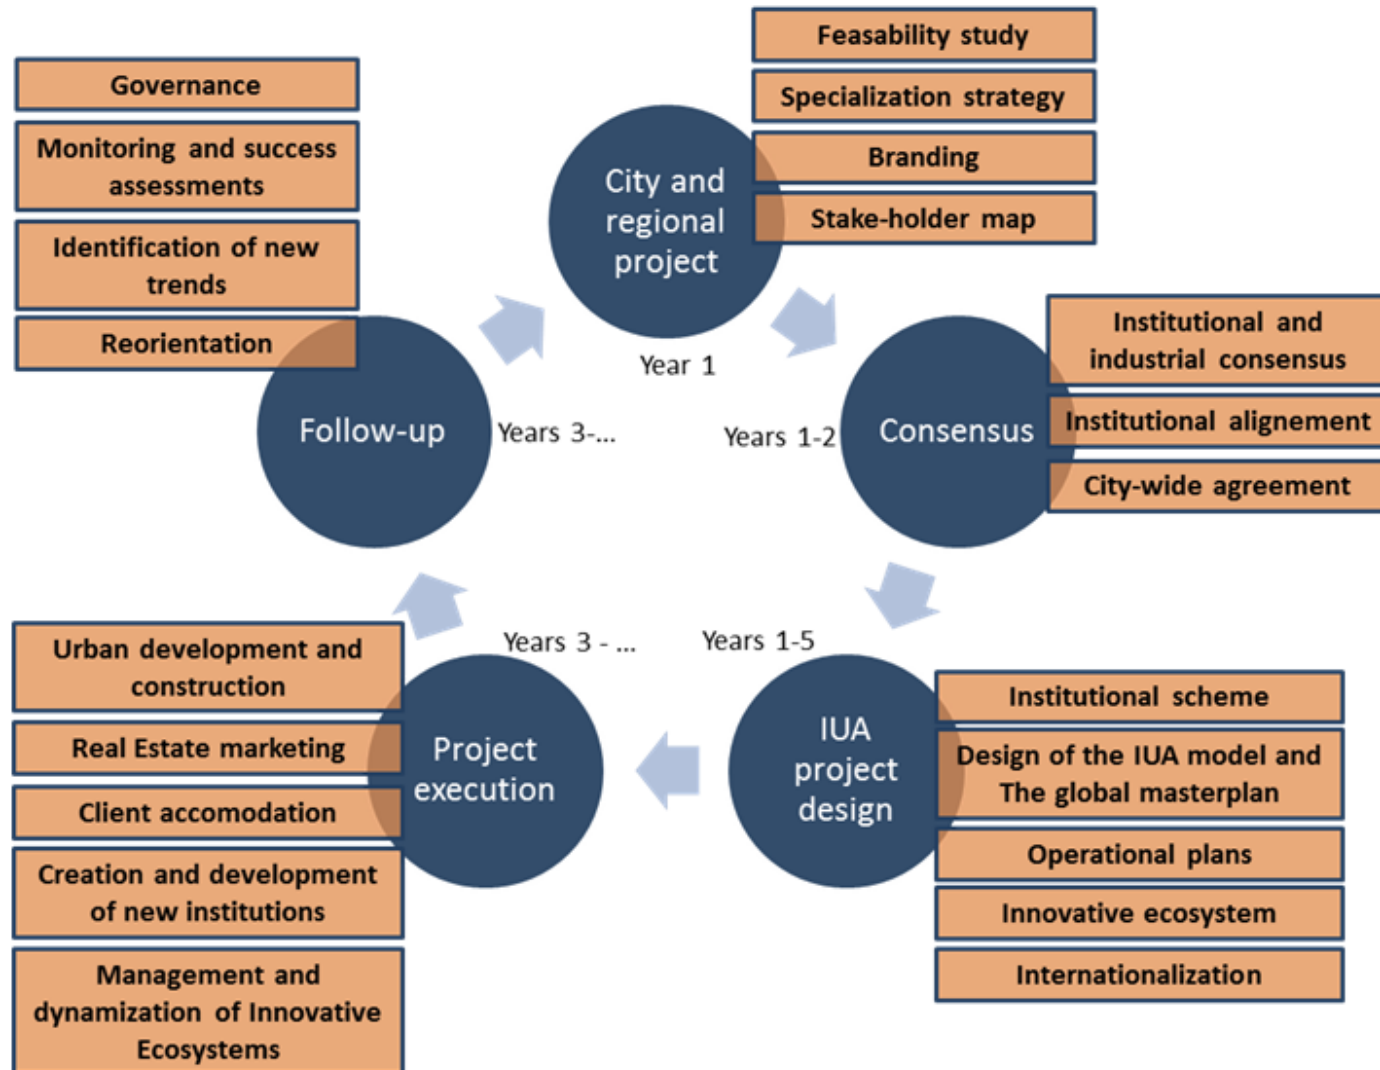 City and
regional
project
Year 1
Feasability study
Specialization strategy
Branding
Stake-holder map
Consensus
Years 1-2
Institutional and
industrial consensus
Institutional alignement
City-wide agreement
IUA
project
design
Years 1-5
Institutional scheme
Design of the IUA model and
The global masterplan
Operational plans
Innovative ecosystem
Internationalization
Project
execution
Years 3 - ...
Urban development and
construction
Real Estate marketing
Client accomodation
Creation and development
of new institutions
Management and
dynamization of Innovative
Ecosystems
Follow-up
Years 3-...
Governance
Monitoring and success
assessments
Identification of new
trends
Reorientation